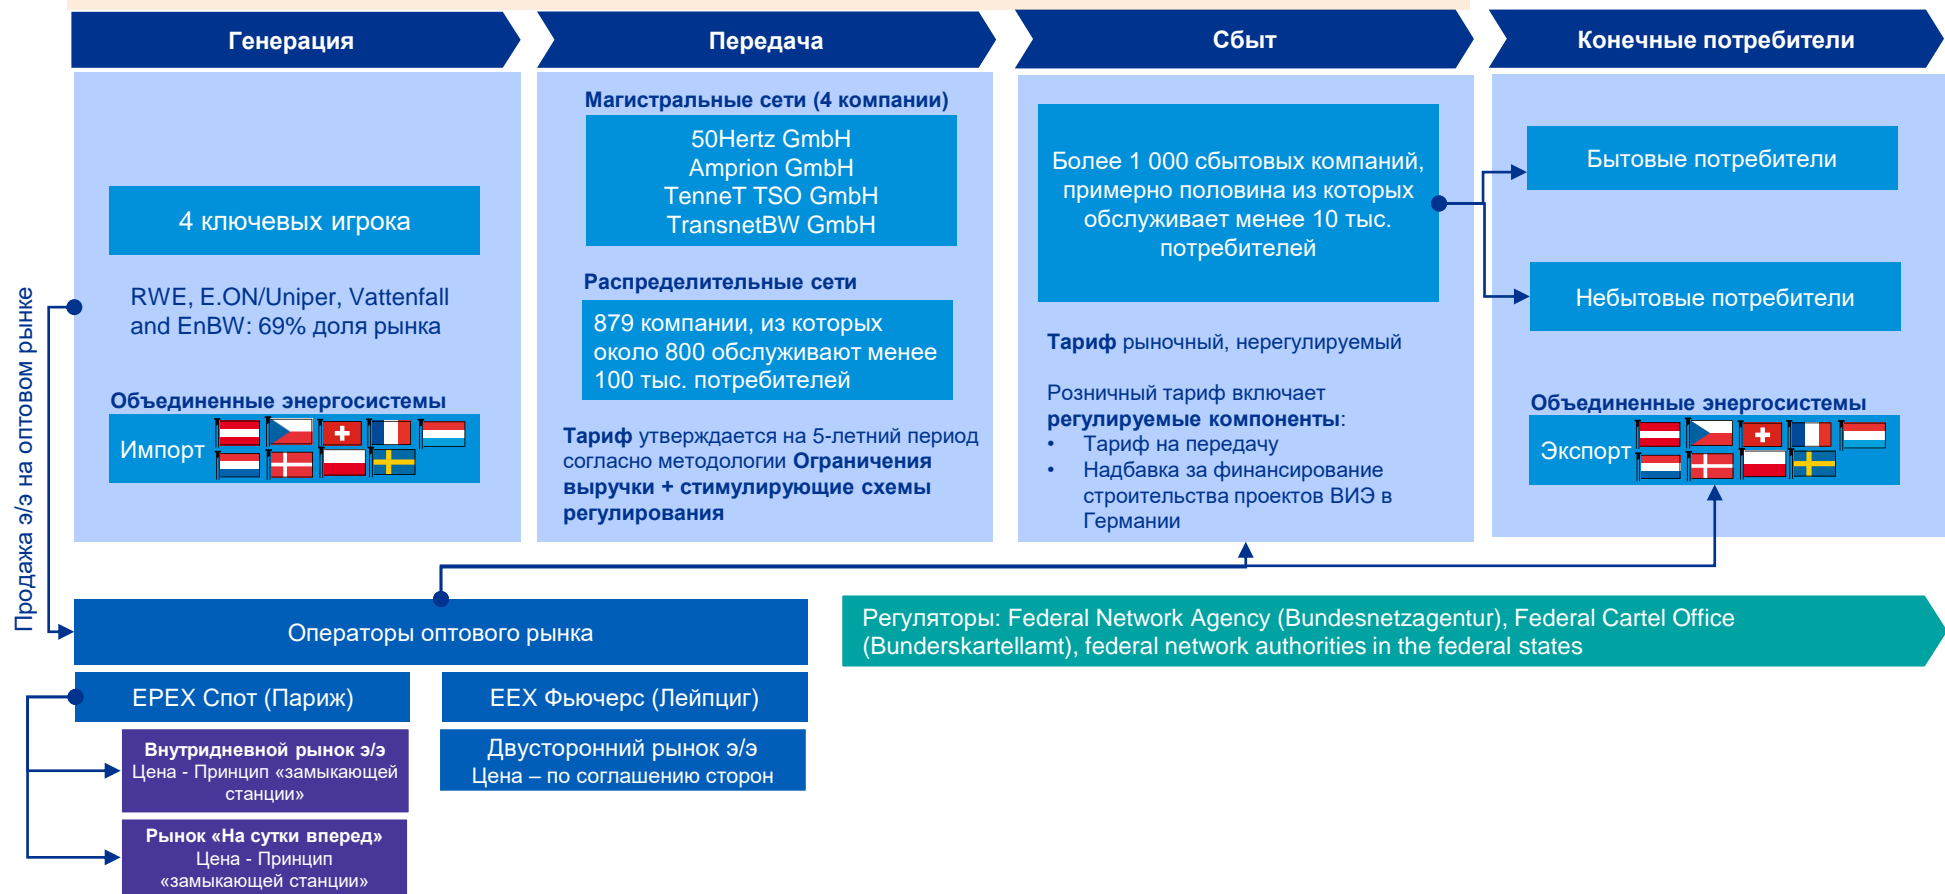 Генерация
Передача
Сбыт
Конечные потребители
Продажа э/э на оптовом рынке
4 ключевых игрока
RWE, E.ON/Uniper, Vattenfall
and EnBW: 69% доля рынка
Объединенные энергосистемы
Импорт
Магистральные сети (4 компании)
50Hertz GmbH
Amprion GmbH
TenneT TSO GmbH
TransnetBW GmbH
Распределительные сети
879 компании, из которых
около 800 обслуживают менее
100 тыс. потребителей
Тариф утверждается на 5-летний период
согласно методологии Ограничения
выручки + стимулирующие схемы
регулирования
Более 1 000 сбытовых компаний,
примерно половина из которых
обслуживает менее 10 тыс.
потребителей
Тариф рыночный, нерегулируемый
Розничный тариф включает
регулируемые компоненты:
• Тариф на передачу
• Надбавка за финансирование
строительства проектов ВИЭ в
Германии
Бытовые потребители
Небытовые потребители
Объединенные энергосистемы
Экспорт
Операторы оптового рынка
Регуляторы: Federal Network Agency (Bundesnetzagentur), Federal Cartel Office
(Bunderskartellamt), federal network authorities in the federal states
EPEX Спот (Париж)
EEX Фьючерс (Лейпциг)
Внутридневной рынок э/э
Цена - Принцип «замыкающей
станции»
Двусторонний рынок э/э
Цена – по соглашению сторон
Рынок «На сутки вперед»
Цена - Принцип
«замыкающей станции»